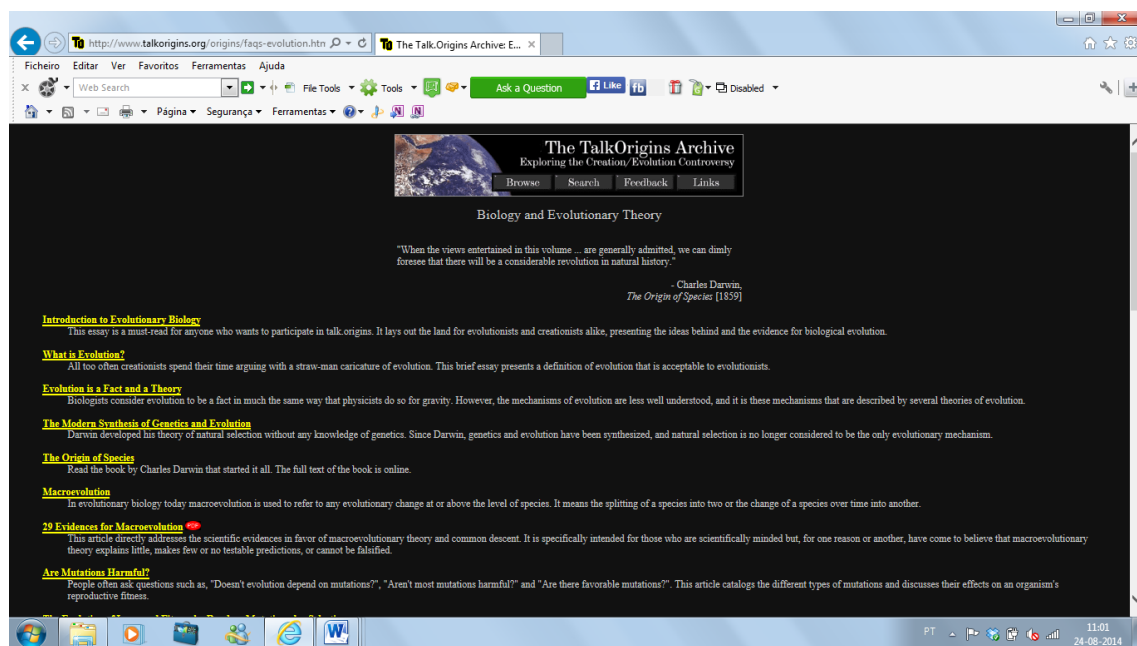 http://www.talkorigins.org/origins/faqs-evolution.htn
The Talk.Origins Archive: E...
Ficheiro Editar Ver Favoritos Ferramentas Ajuda
Web Search File Tools Tools Ask a Question Like fb Disabled
Página Segurança Ferramentas
The TalkOrigins Archive
Exploring the Creation/Evolution Controversy
Browse Search Feedback Links
Biology and Evolutionary Theory
"When the views entertained in this volume ... are generally admitted, we can dimly
foresee that there will be a considerable revolution in natural history."
- Charles Darwin,
The Origin of Species [1859]
Introduction to Evolutionary Biology
This essay is a must-read for anyone who wants to participate in talk.origins. It lays out the land for evolutionists and creationists alike, presenting the ideas behind and the evidence for biological evolution.
What is Evolution?
All too often creationists spend their time arguing with a straw-man caricature of evolution. This brief essay presents a definition of evolution that is acceptable to evolutionists.
Evolution is a Fact and a Theory
Biologists consider evolution to be a fact in much the same way that physicists do so for gravity. However, the mechanisms of evolution are less well understood, and it is these mechanisms that are described by several theories of evolution.
The Modern Synthesis of Genetics and Evolution
Darwin developed his theory of natural selection without any knowledge of genetics. Since Darwin, genetics and evolution have been synthesized, and natural selection is no longer considered to be the only evolutionary mechanism.
The Origin of Species
Read the book by Charles Darwin that started it all. The full text of the book is online.
Macroevolution
In evolutionary biology today macroevolution is used to refer to any evolutionary change at or above the level of species. It means the splitting of a species into two or the change of a species over time into another.
29 Evidences for Macroevolution PDF
This article directly addresses the scientific evidences in favor of macroevolutionary theory and common descent. It is specifically intended for those who are scientifically minded but, for one reason or another, have come to believe that macroevolutionary
theory explains little, makes few or no testable predictions, or cannot be falsified.
Are Mutations Harmful?
People often ask questions such as, "Doesn't evolution depend on mutations?", "Aren't most mutations harmful?" and "Are there favorable mutations?". This article catalogs the different types of mutations and discusses their effects on an organism's
reproductive fitness.
PT 11:01
24-08-2014